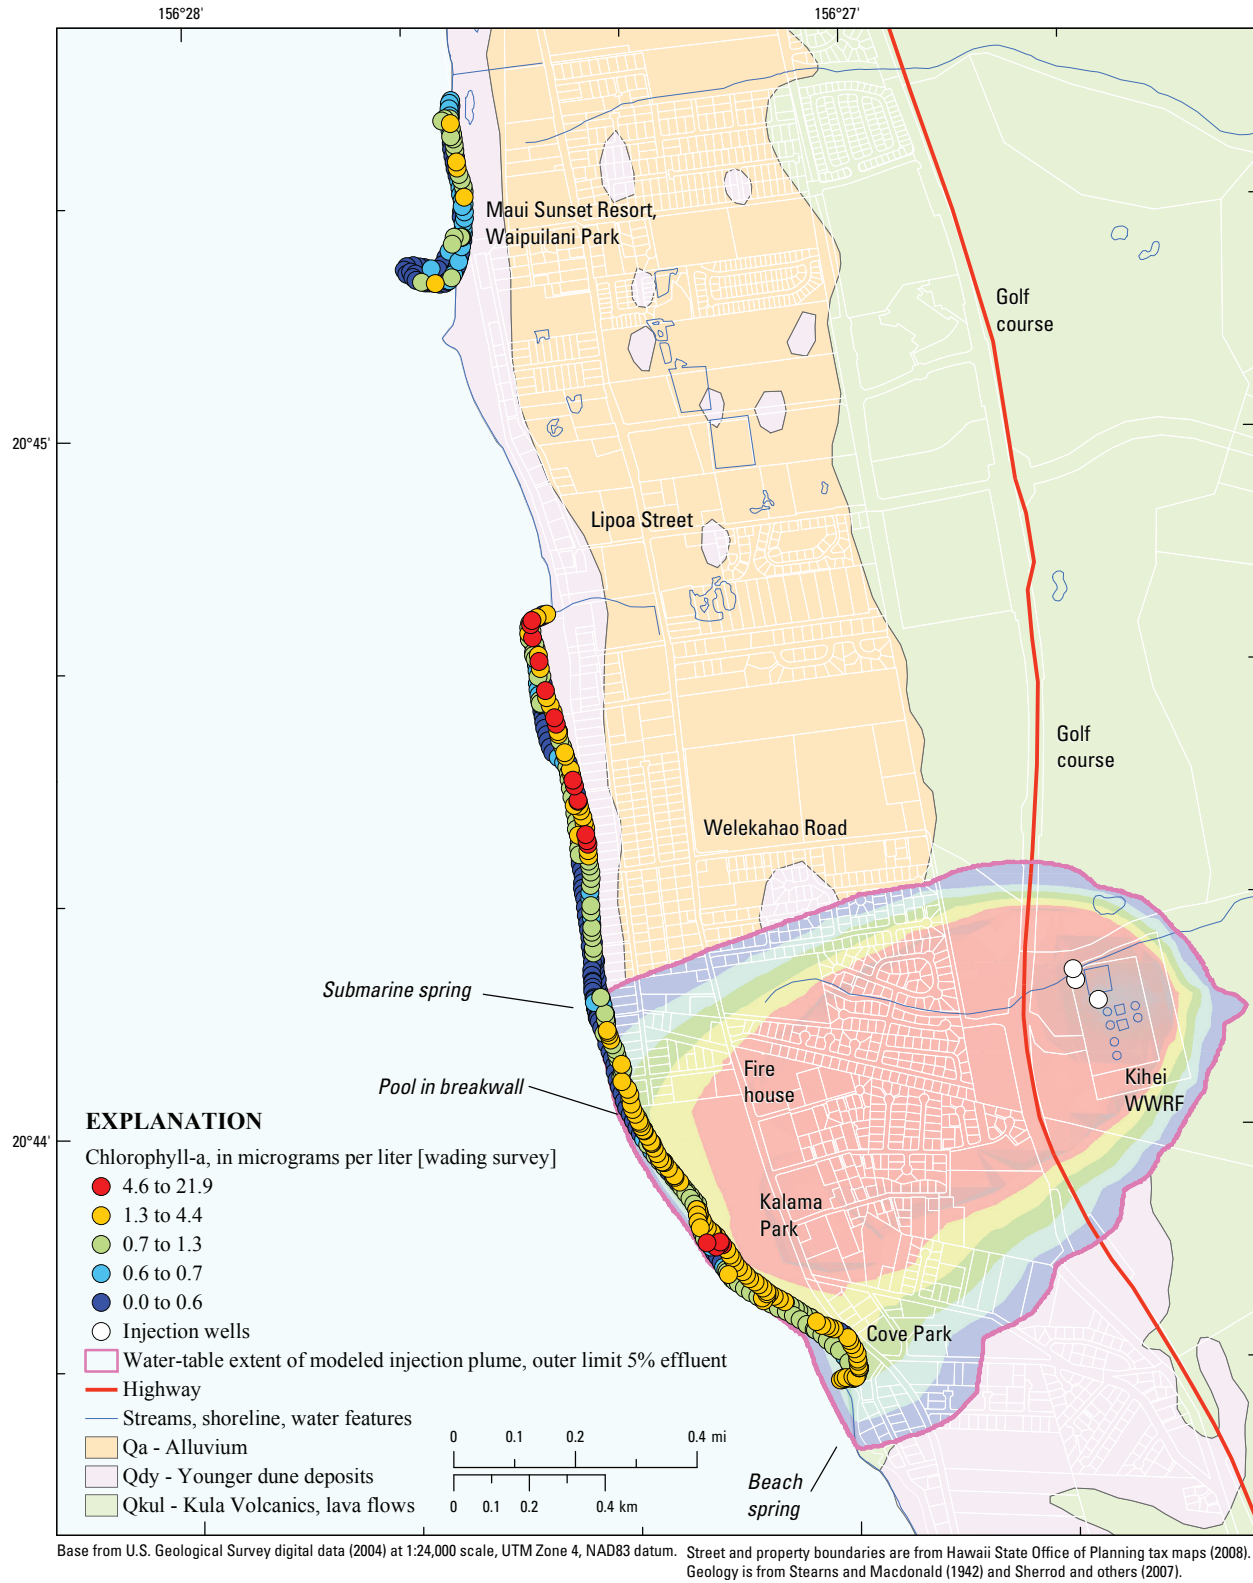 156°28'
156°27'
Maui Sunset Resort,
Waipuilani Park
Golf
course
20°45'
Lipoa Street
Golf
course
Welekahao Road
Submarine spring
Pool in breakwall
Fire
house
Kihei
WWRF
20°44'
Kalama
Park
Cove Park
Beach
spring
EXPLANATION
Chlorophyll-a, in micrograms per liter [wading survey]
4.6 to 21.9
1.3 to 4.4
0.7 to 1.3
0.6 to 0.7
0.0 to 0.6
Injection wells
Water-table extent of modeled injection plume, outer limit 5% effluent
Highway
Streams, shoreline, water features
Qa - Alluvium
Qdy - Younger dune deposits
Qkul - Kula Volcanics, lava flows
0 0.1 0.2 0.4 mi
0 0.1 0.2 0.4 km
Base from U.S. Geological Survey digital data (2004) at 1:24,000 scale, UTM Zone 4, NAD83 datum.
Street and property boundaries are from Hawaii State Office of Planning tax maps (2008).
Geology is from Stearns and Macdonald (1942) and Sherrod and others (2007).